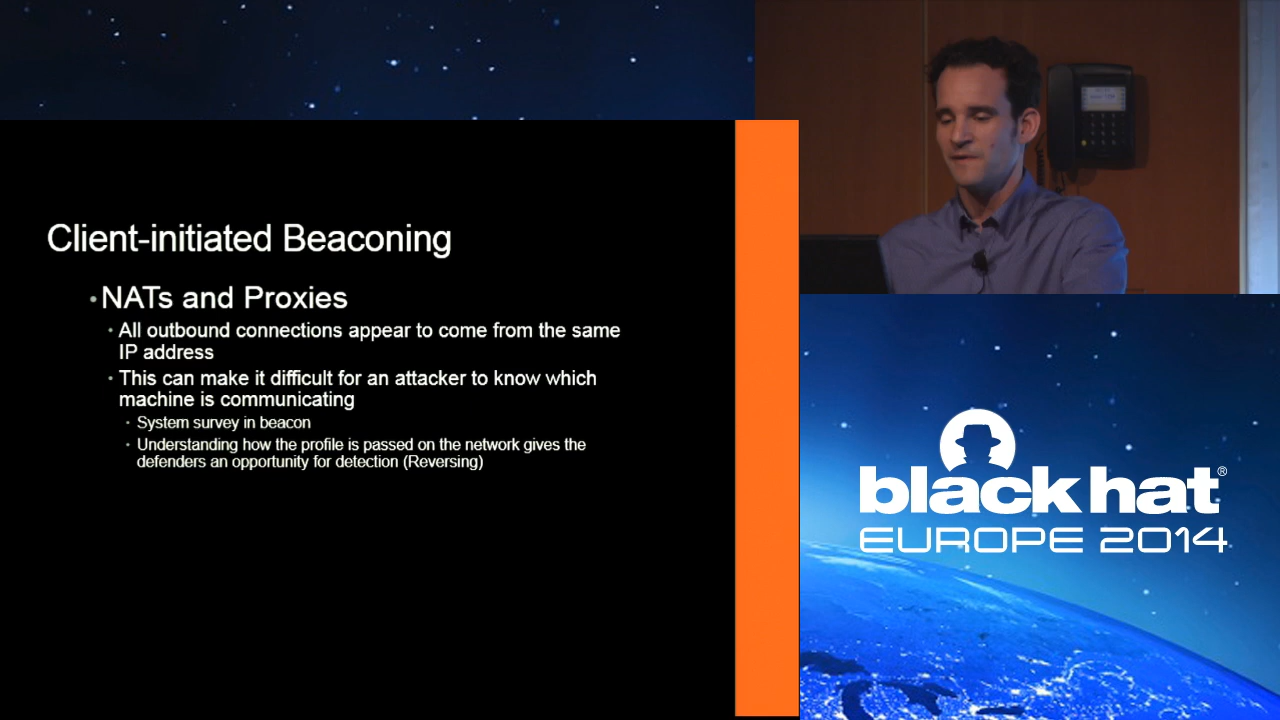 Client-initiated Beaconing
•NATs and Proxies
• All outbound connections appear to come from the same
IP address
• This can make it difficult for an attacker to know which
machine is communicating
• System survey in beacon
• Understanding how the profile is passed on the network gives the
defenders an opportunity for detection (Reversing)
black hat®
EUROPE 2014